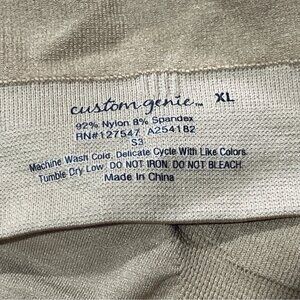 custom genie™ XL
92% Nylon 8% Spandex
RN#127547 A254182
S3
Machine Wash Cold, Delicate Cycle With Like Colors.
Tumble Dry Low. DO NOT IRON. DO NOT BLEACH.
Made in China